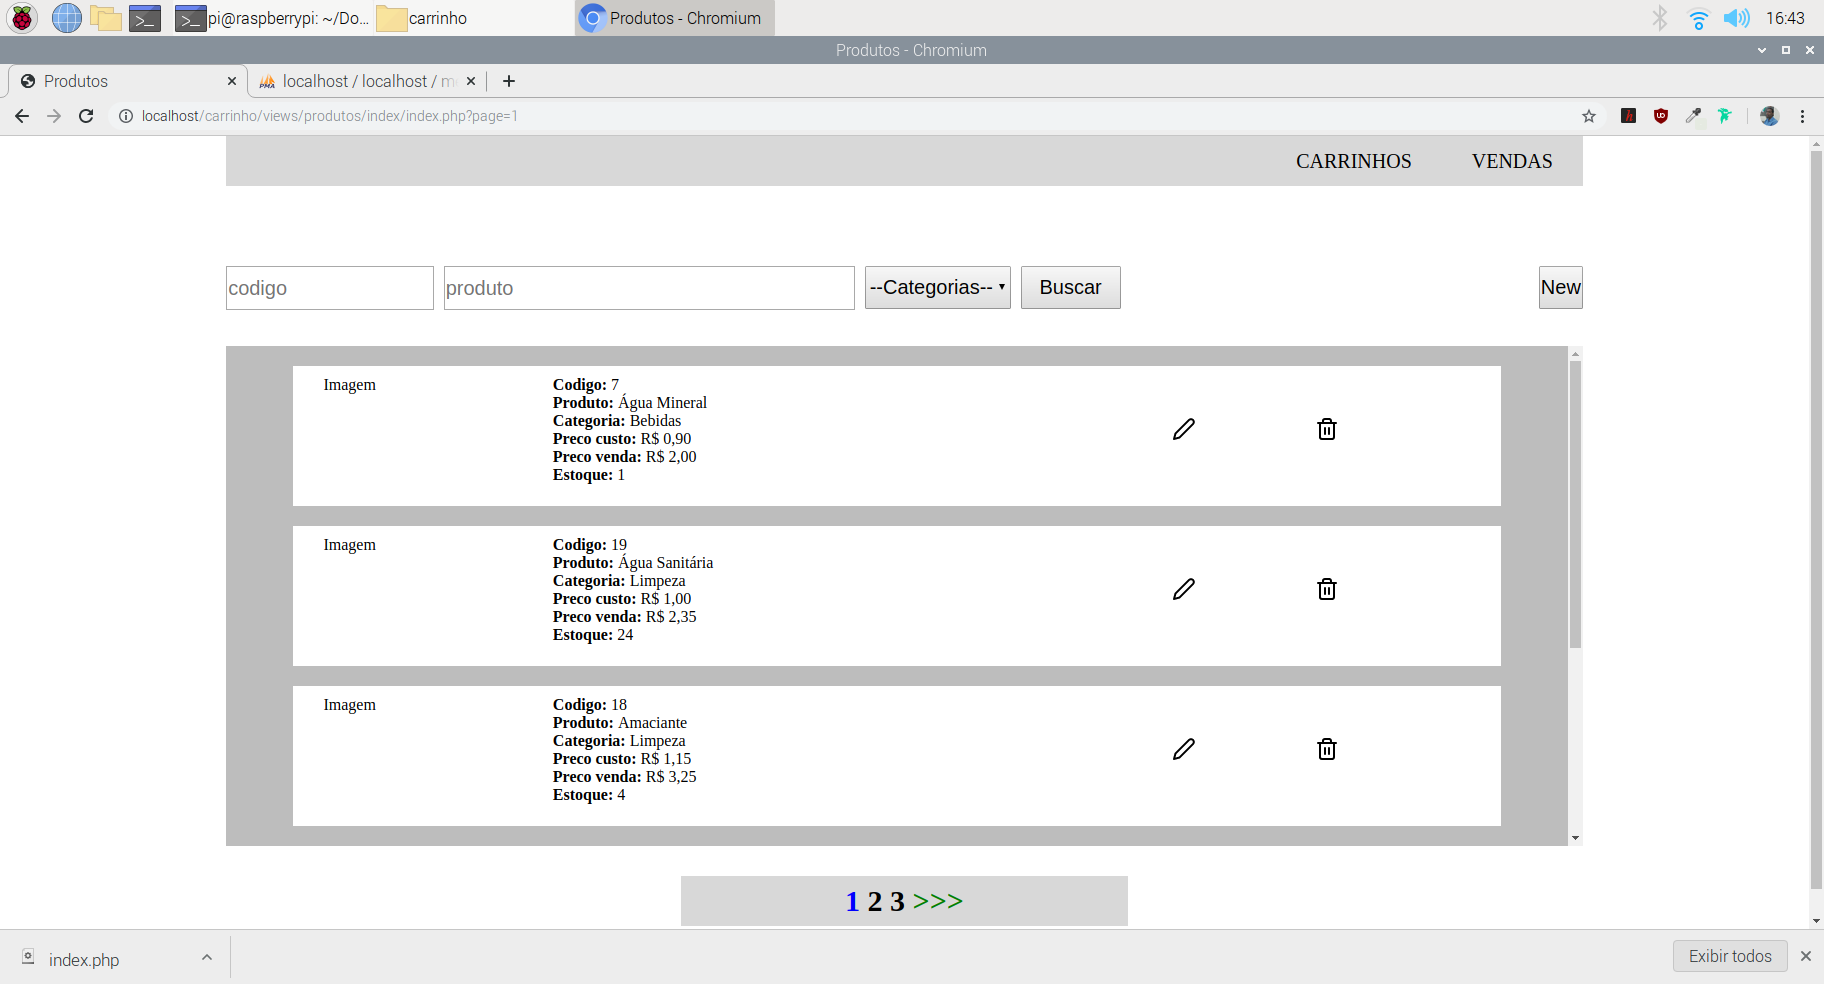 pi@raspberrypi: ~/Do...
carrinho
Produtos - Chromium
16:43
Produtos - Chromium
Produtos
localhost / localhost / m
localhost/carrinho/views/produtos/index/index.php?page=1
CARRINHOS
VENDAS
codigo
produto
--Categorias--
Buscar
New
Imagem
Codigo: 7
Produto: Água Mineral
Categoria: Bebidas
Preco custo: R$ 0,90
Preco venda: R$ 2,00
Estoque: 1
Imagem
Codigo: 19
Produto: Água Sanitária
Categoria: Limpeza
Preco custo: R$ 1,00
Preco venda: R$ 2,35
Estoque: 24
Imagem
Codigo: 18
Produto: Amaciante
Categoria: Limpeza
Preco custo: R$ 1,15
Preco venda: R$ 3,25
Estoque: 4
1 2 3 >>>
index.php
Exibir todos